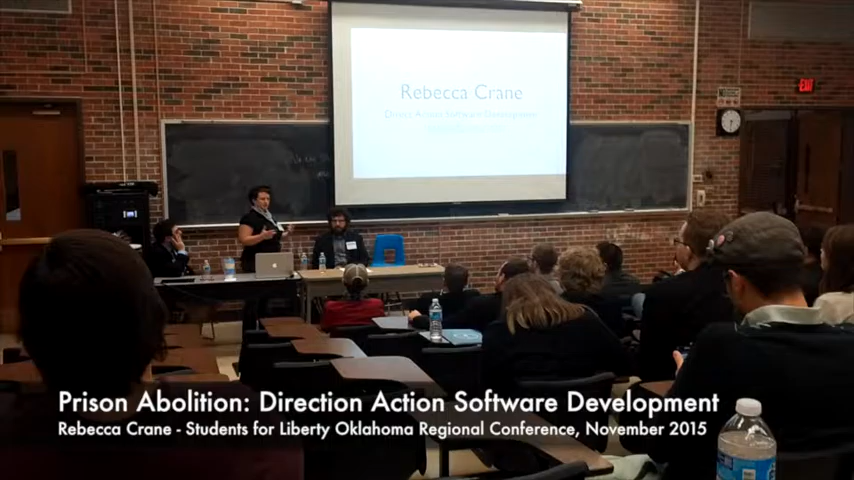 Rebecca Crane
Direct Action Software Development
EXIT
Prison Abolition: Direction Action Software Development
Rebecca Crane - Students for Liberty Oklahoma Regional Conference, November 2015